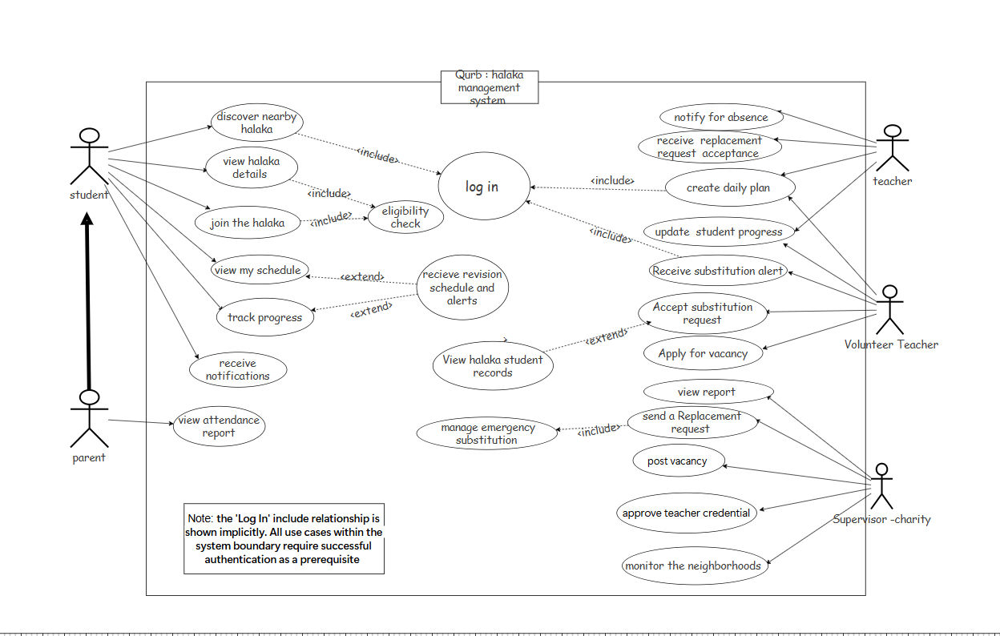 Qurb : halaka
management
system
discover nearby
halaka
<include>
view halaka
details
<include>
log in
student
join the halaka
<include>
eligibility
check
view my schedule
<extend>
recieve revision
schedule and
alerts
track progress
<extend>
receive
notifications
view attendance
report
parent
notify for absence
receive replacement
request acceptance
teacher
<include>
create daily plan
update student progress
<include>
Receive substitution alert
Accept substitution
request
<extend>
View halaka student
records
Apply for vacancy
Volunteer Teacher
view report
send a Replacement
request
<include>
manage emergency
substitution
post vacancy
approve teacher credential
Supervisor -charity
monitor the neighborhoods
Note: the 'Log In' include relationship is
shown implicitly. All use cases within the
system boundary require successful
authentication as a prerequisite